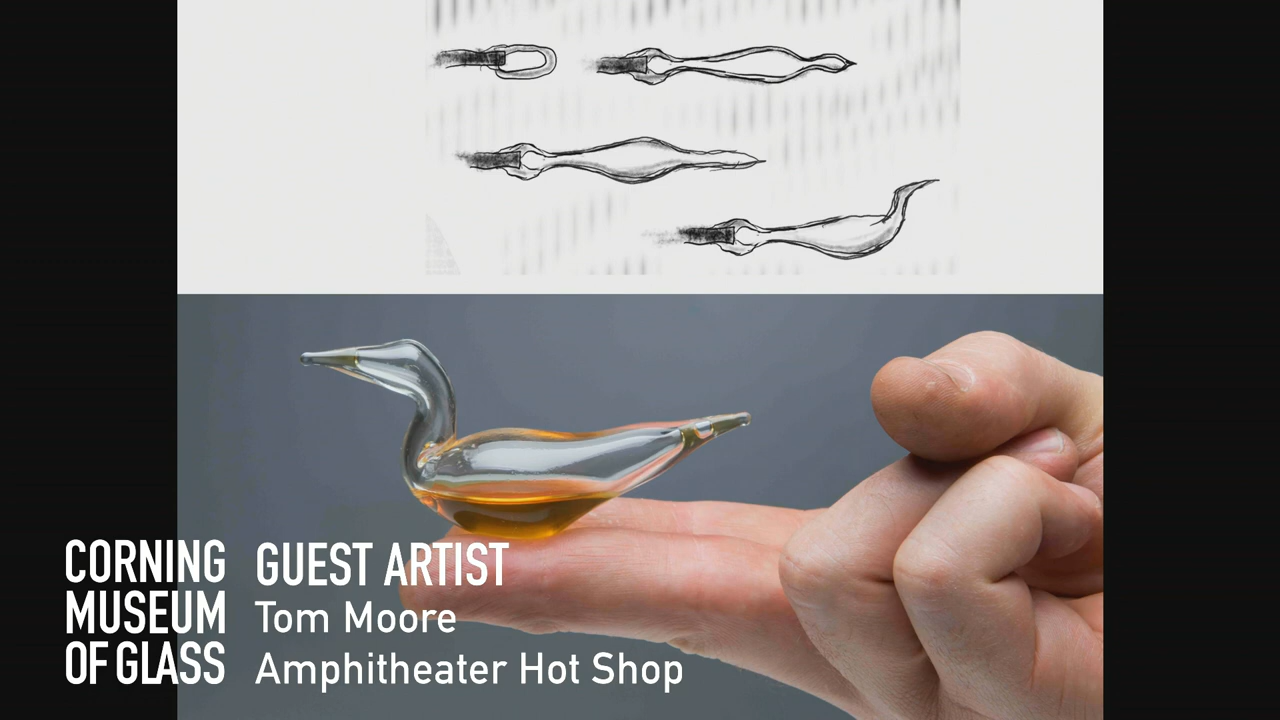 CORNING
MUSEUM
OF GLASS
GUEST ARTIST
Tom Moore
Amphitheater Hot Shop